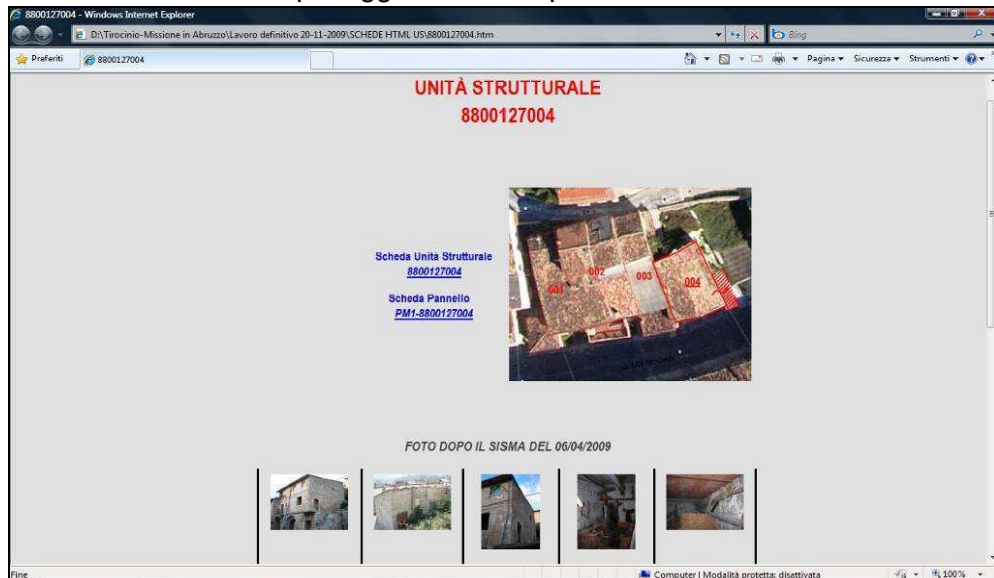 8800127004 - Windows Internet Explorer
D:\Tirocinio-Missione in Abruzzo\Lavoro definitivo 20-11-2009\SCHEDE HTML US\8800127004.htm
Bing
Preferiti
8800127004
Pagina
Sicurezza
Strumenti
UNITÀ STRUTTURALE
8800127004
Scheda Unità Strutturale
8800127004
Scheda Pannello
PM1-8800127004
001
002
003
004
FOTO DOPO IL SISMA DEL 06/04/2009
Fine
Computer | Modalità protetta: disattivata
100%